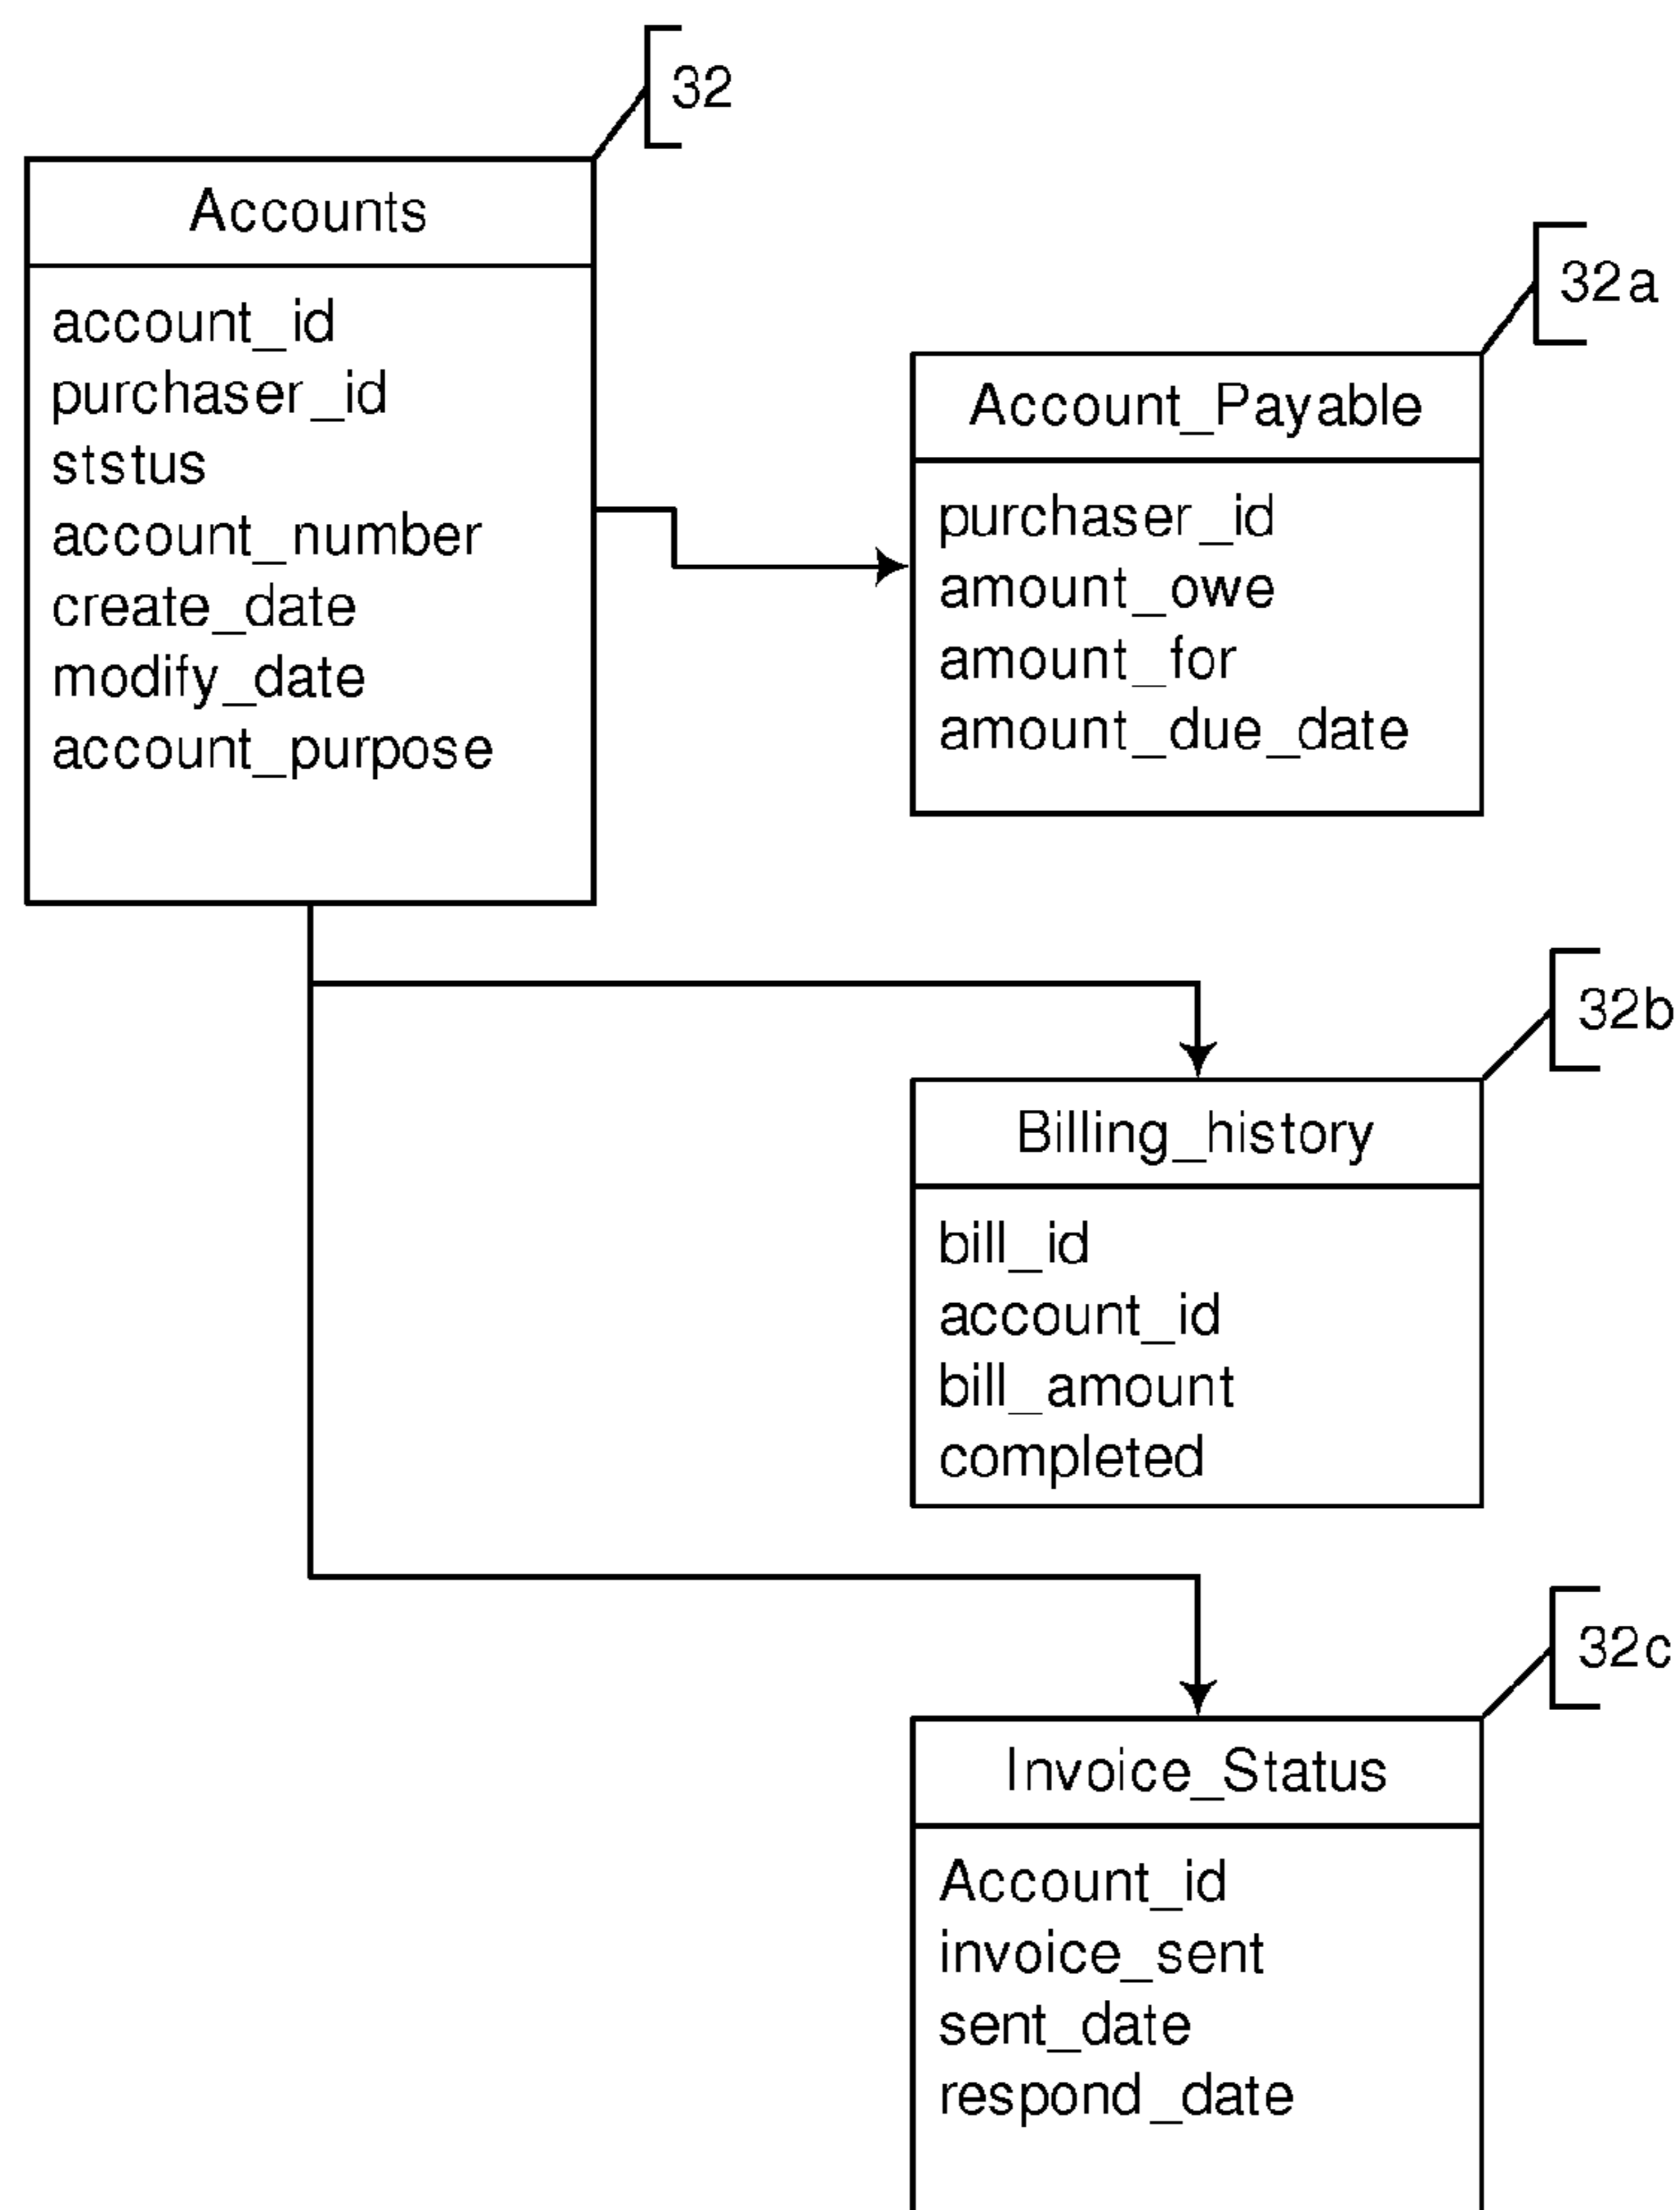 32
Accounts
account_id
purchaser_id
ststus
account_number
create_date
modify_date
account_purpose
32a
Account_Payable
purchaser_id
amount_owe
amount_for
amount_due_date
32b
Billing_history
bill_id
account_id
bill_amount
completed
32c
Invoice_Status
Account_id
invoice_sent
sent_date
respond_date